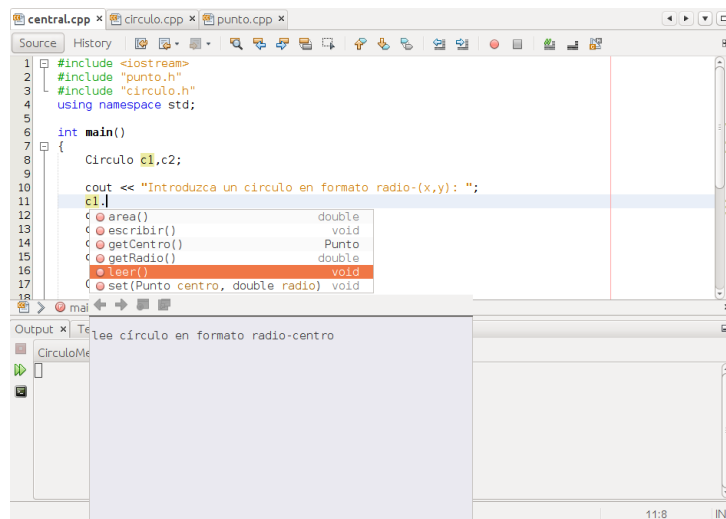 central.cpp × circulo.cpp × punto.cpp ×
Source History
1 #include <iostream>
2 #include "punto.h"
3 #include "circulo.h"
4 using namespace std;
5
6 int main()
7 {
8 Circulo c1,c2;
9
10 cout << "Introduzca un circulo en formato radio-(x,y): ";
11 c1.
12
area() double
13
escribir() void
14
getCentro() Punto
15
getRadio() double
16
leer() void
17
set(Punto centro, double radio) void
18
mai
Output × Te
lee círculo en formato radio-centro
CirculoMe
11:8 IN